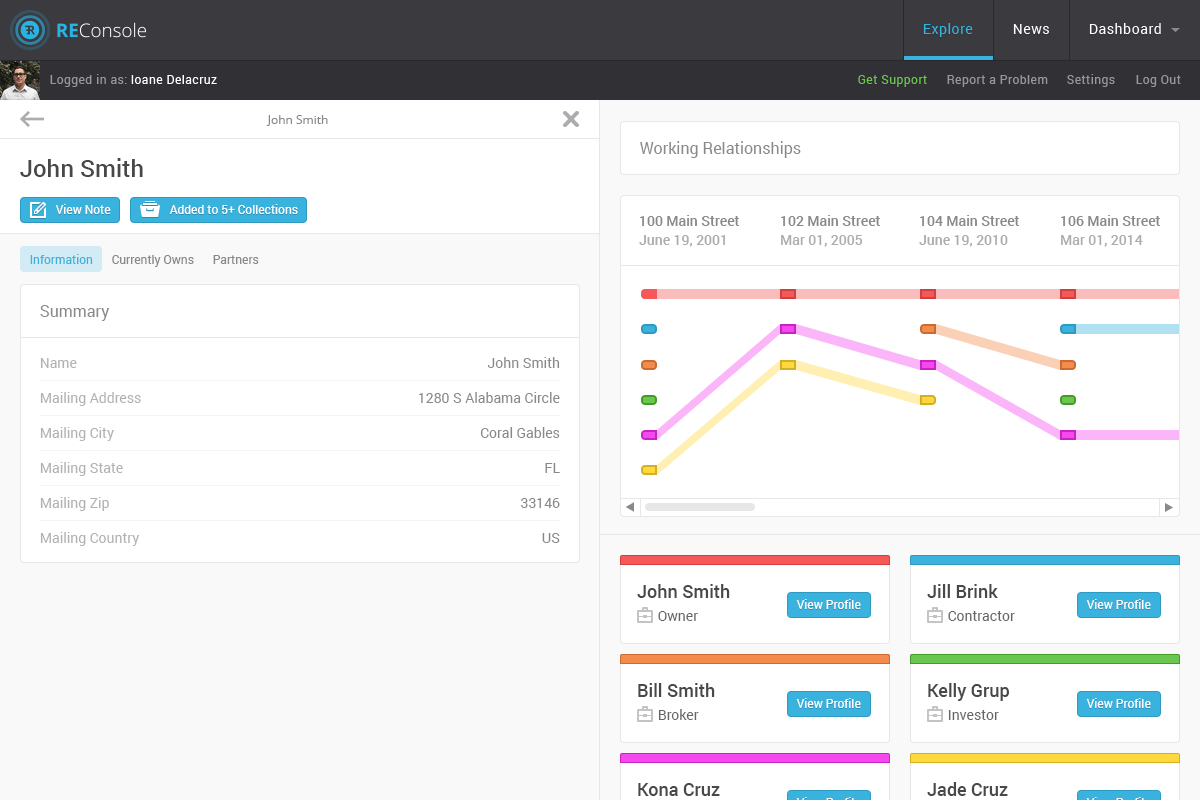 REConsole
Explore
News
Dashboard
Logged in as: Ioane Delacruz
Get Support
Report a Problem
Settings
Log Out
John Smith
John Smith
View Note
Added to 5+ Collections
Information
Currently Owns
Partners
Summary
Name John Smith
Mailing Address 1280 S Alabama Circle
Mailing City Coral Gables
Mailing State FL
Mailing Zip 33146
Mailing Country US
Working Relationships
100 Main Street 102 Main Street 104 Main Street 106 Main Street
June 19, 2001 Mar 01, 2005 June 19, 2010 Mar 01, 2014
John Smith
Owner
View Profile
Jill Brink
Contractor
View Profile
Bill Smith
Broker
View Profile
Kelly Grup
Investor
View Profile
Kona Cruz
View Profile
Jade Cruz
View Profile